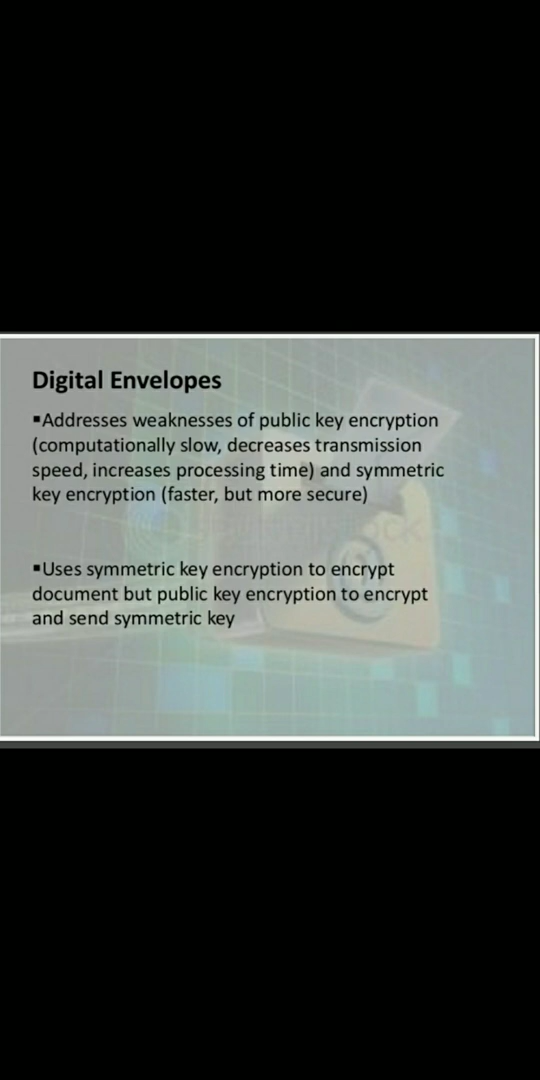 Digital Envelopes
▪Addresses weaknesses of public key encryption
(computationally slow, decreases transmission
speed, increases processing time) and symmetric
key encryption (faster, but more secure)
▪Uses symmetric key encryption to encrypt
document but public key encryption to encrypt
and send symmetric key